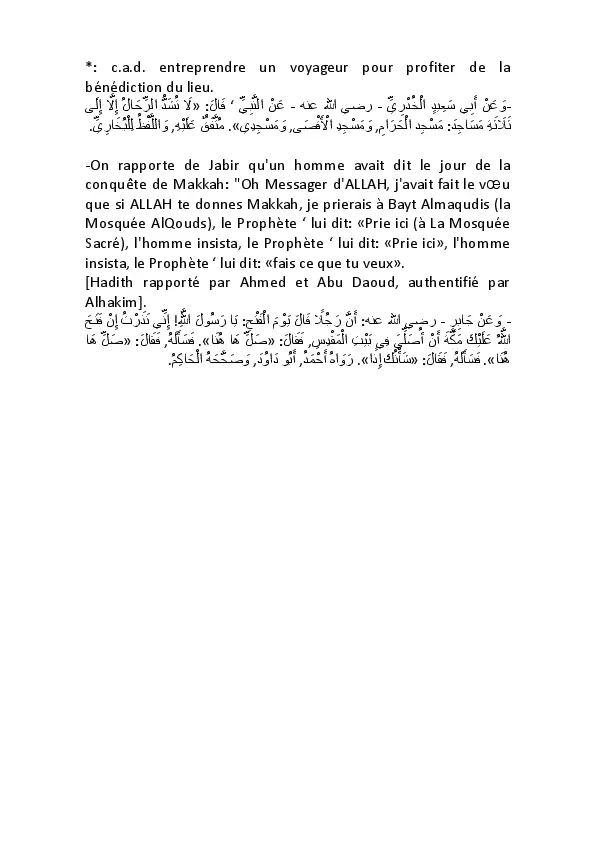 *: c.a.d. entreprendre un voyageur pour profiter de la
bénédiction du lieu.
-وَعَنْ أَبِي سَعِيدٍ الْخُدْرِيِّ - رضى الله عنه - عَنْ النَّبِيِّ ‘ قَالَ: «لَا تُشَدُّ الرِّحَالُ إِلَّا إِلَى
ثَلَاثَةِ مَسَاجِدَ: مَسْجِدِ الْحَرَامِ, وَمَسْجِدِ الْأَقْصَى, وَمَسْجِدِي». مُتَّفَقٌ عَلَيْهِ, وَاللَّفْظُ لِلْبُخَارِيِّ.
-On rapporte de Jabir qu'un homme avait dit le jour de la
conquête de Makkah: "Oh Messager d'ALLAH, j'avait fait le vœu
que si ALLAH te donnes Makkah, je prierais à Bayt Almaqudis (la
Mosquée AlQouds), le Prophète ‘ lui dit: «Prie ici (à La Mosquée
Sacré), l'homme insista, le Prophète ‘ lui dit: «Prie ici», l'homme
insista, le Prophète ‘ lui dit: «fais ce que tu veux».
[Hadith rapporté par Ahmed et Abu Daoud, authentifié par
Alhakim].
- وَعَنْ جَابِرٍ - رضى الله عنه: أَنَّ رَجُلًا قَالَ يَوْمَ الْفَتْحِ: يَا رَسُولَ اللَّهِ! إِنِّي نَذَرْتُ إِنْ فَتَحَ
اللَّهُ عَلَيْكَ مَكَّةَ أَنْ أُصَلِّيَ فِي بَيْتِ الْمَقْدِسِ, فَقَالَ: «صَلِّ هَا هُنَا». فَسَأَلَهُ, فَقَالَ: «صَلِّ هَا
هُنَا». فَسَأَلَهُ, فَقَالَ: «شَأْنُكَ إِذًا». رَوَاهُ أَحْمَدُ, أَبُو دَاوُدَ, وَصَحَّحَهُ الْحَاكِمُ.